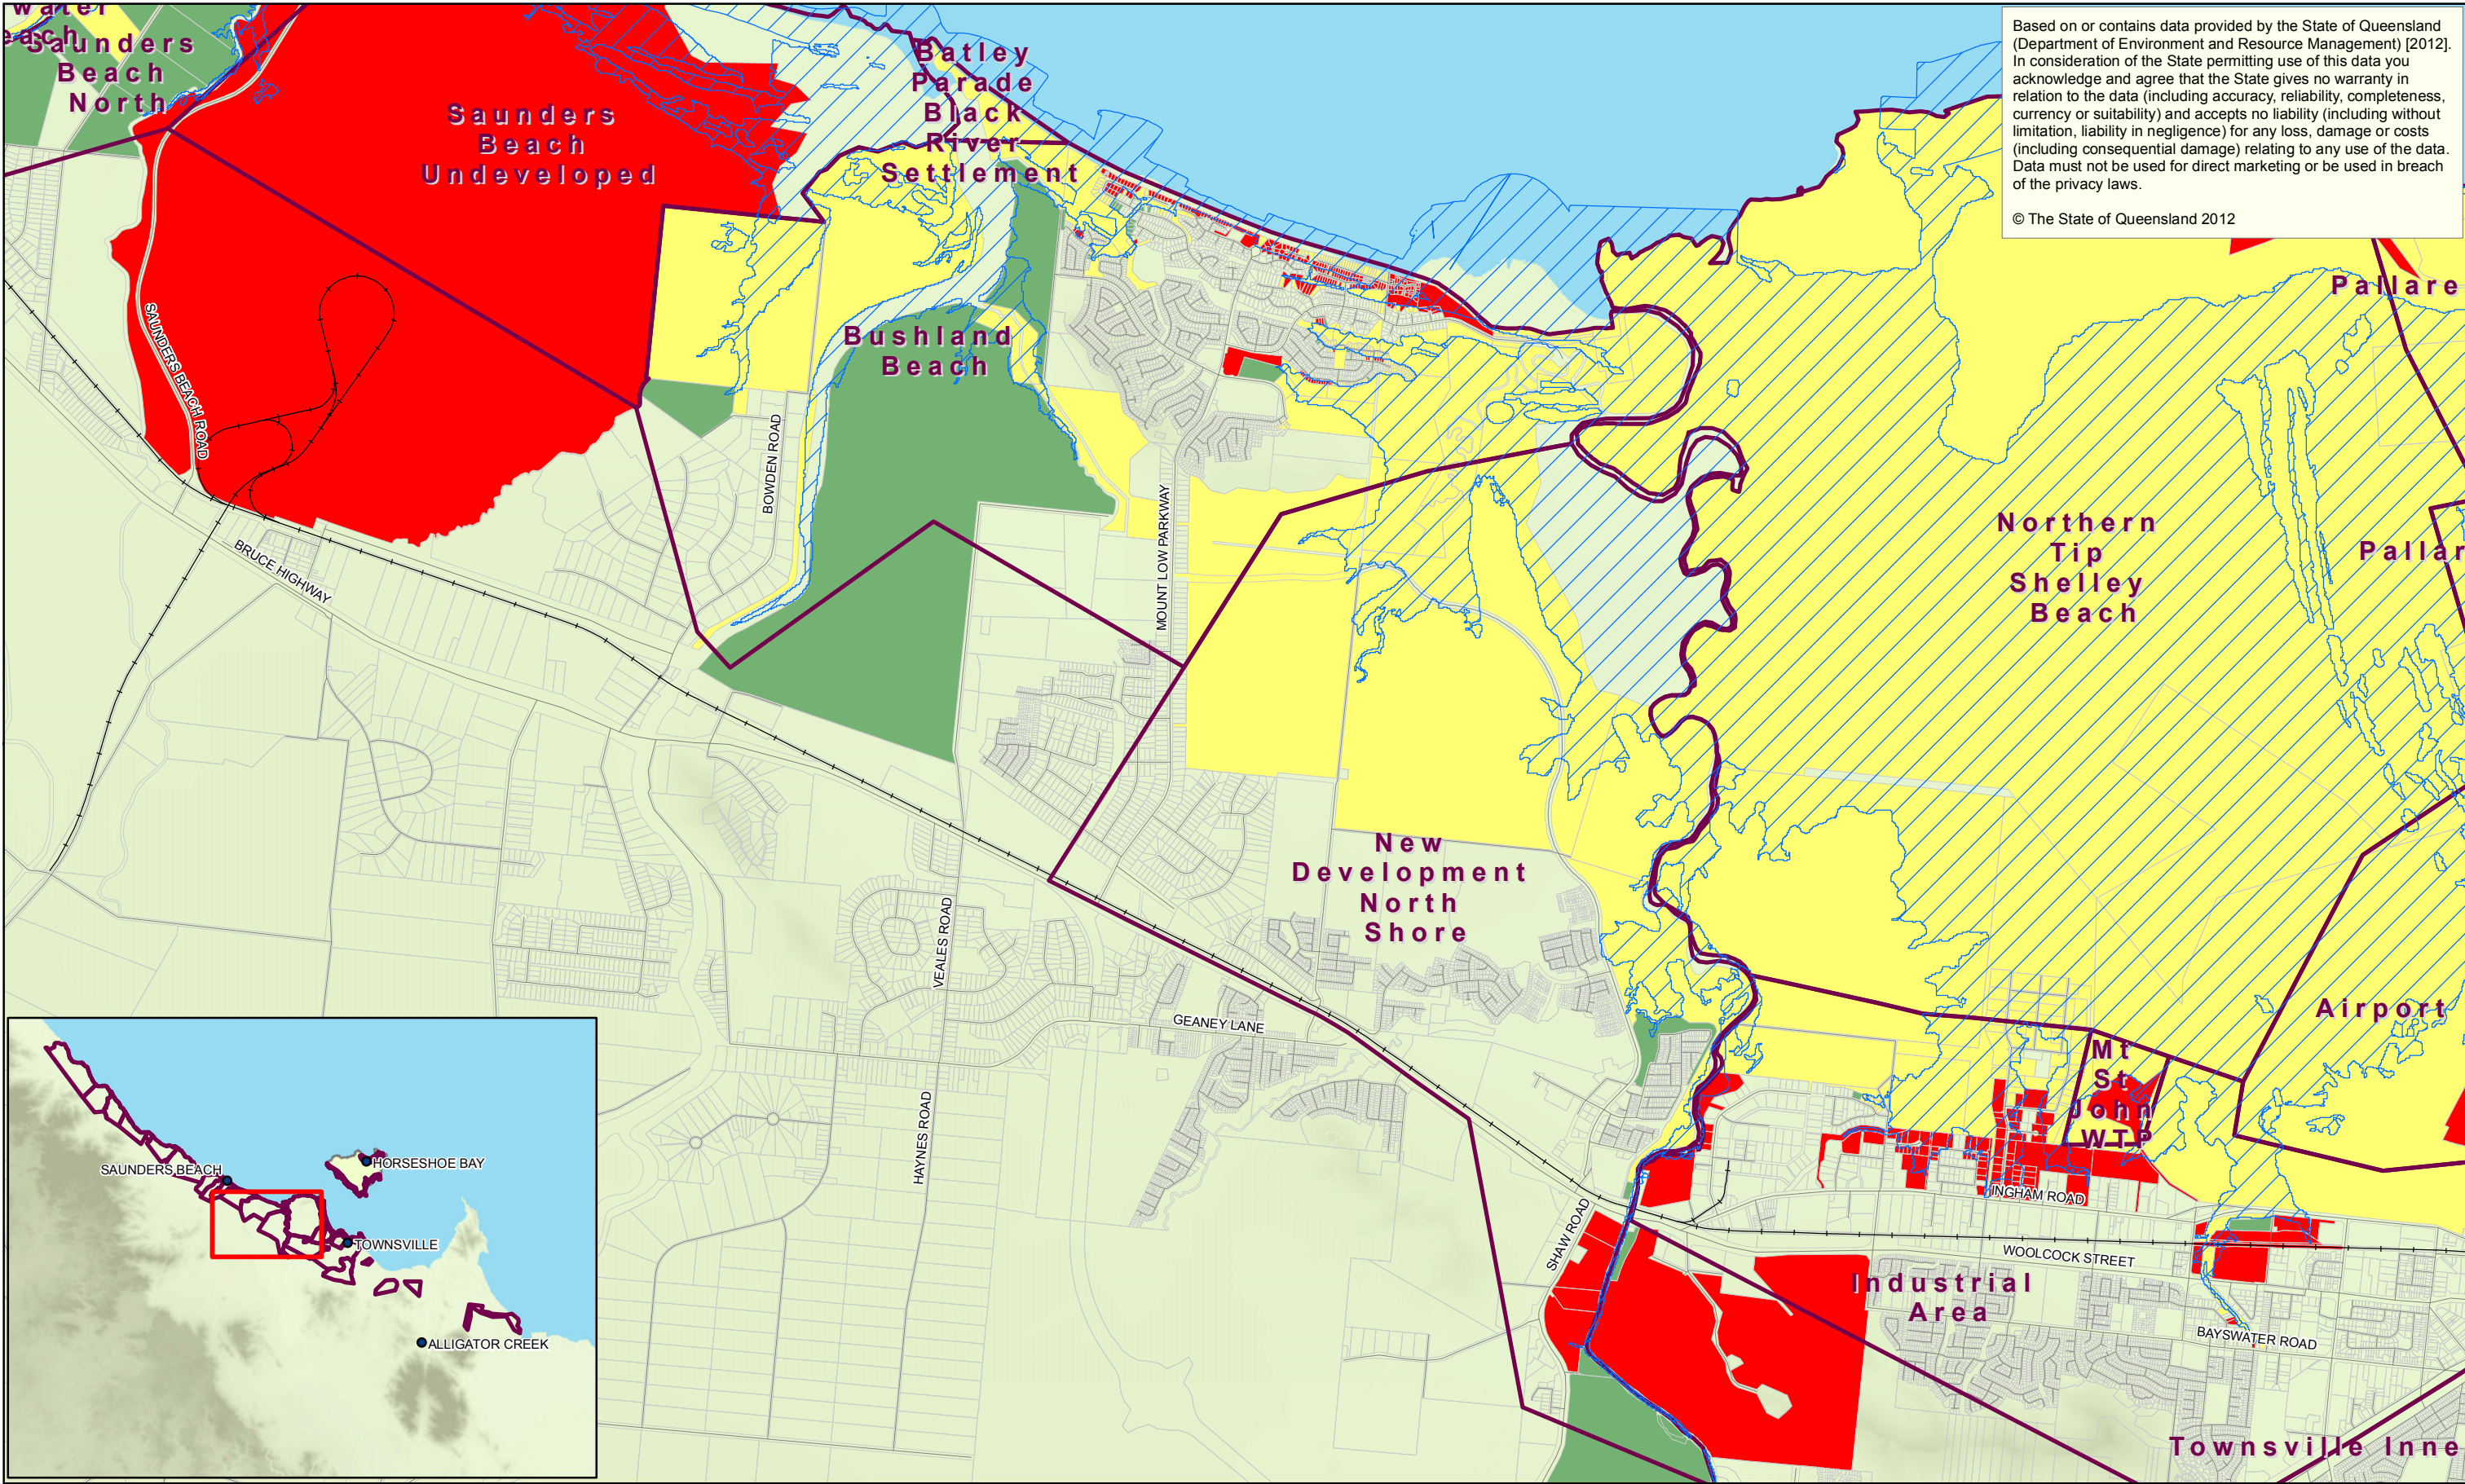 water
each
Saunders
Beach
North
Saunders
Beach
Undeveloped
Batley
Parade
Black
River
Settlement
Based on or contains data provided by the State of Queensland
(Department of Environment and Resource Management) [2012].
In consideration of the State permitting use of this data you
acknowledge and agree that the State gives no warranty in
relation to the data (including accuracy, reliability, completeness,
currency or suitability) and accepts no liability (including without
limitation, liability in negligence) for any loss, damage or costs
(including consequential damage) relating to any use of the data.
Data must not be used for direct marketing or be used in breach
of the privacy laws.
© The State of Queensland 2012
Pallare
Bushland
Beach
SAUNDERS BEACH ROAD
BOWDEN ROAD
MOUNT LOW PARKWAY
BRUCE HIGHWAY
Northern
Tip
Shelley
Beach
Pallar
New
Development
North
Shore
VEALES ROAD
GEANEY LANE
HAYNES ROAD
Airport
Mt
St
John
WTP
INGHAM ROAD
SHAW ROAD
WOOLCOCK STREET
Industrial
Area
BAYSWATER ROAD
Townsville Inne
SAUNDERS BEACH
HORSESHOE BAY
TOWNSVILLE
ALLIGATOR CREEK